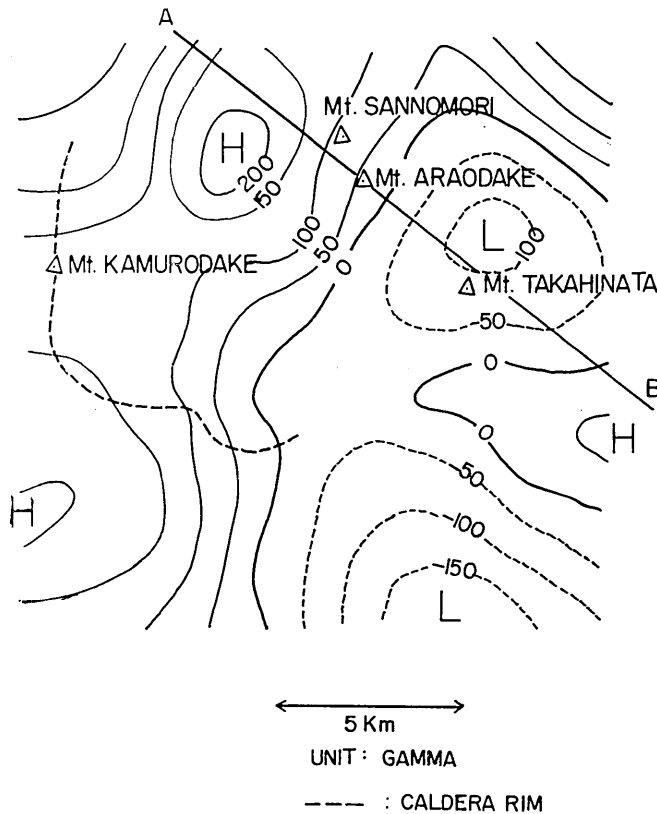 A
Mt. SANNOMORI
H
200
50
Mt. ARAODAKE
100
50
0
L
-100
Mt. KAMURODAKE
Mt. TAKAHINATA
-50
0
B
0
H
-50
H
-100
-150
L
5 Km
UNIT : GAMMA
--- : CALDERA RIM